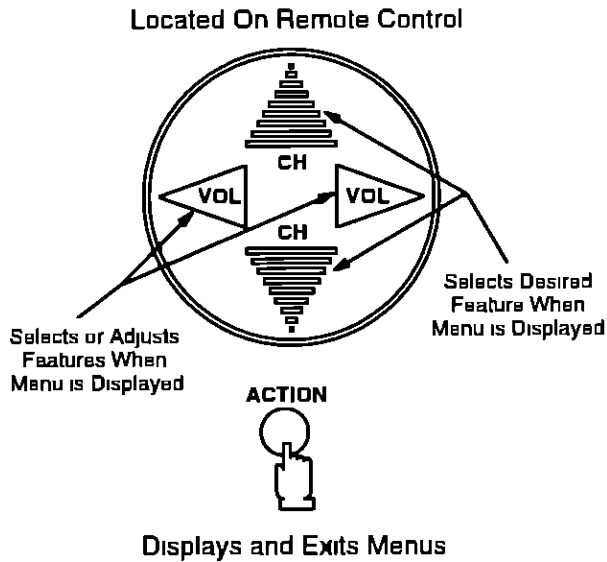 Located On Remote Control
CH
VOL
VOL
CH
Selects Desired
Feature When
Menu is Displayed
Selects or Adjusts
Features When
Menu is Displayed
ACTION
Displays and Exits Menus